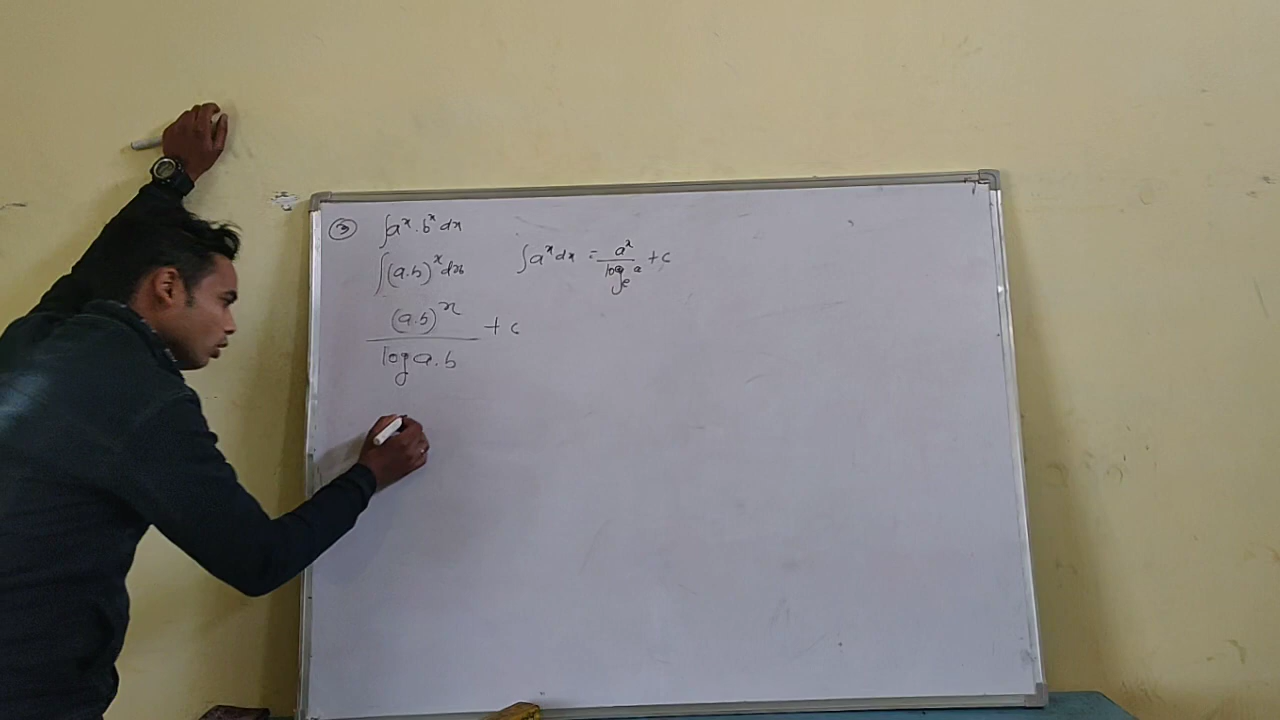 ③ ∫aˣ.bˣ dx
∫(a.b)ˣ dx
∫aˣ dx = aˣ/logₑa + c
(a.b)ˣ/log a.b + c